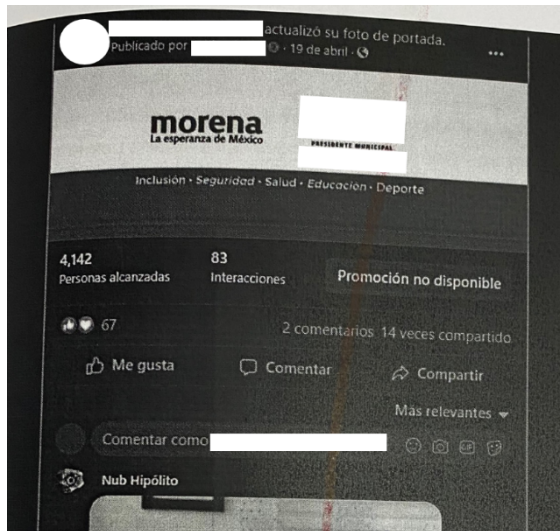 actualizó su foto de portada.
Publicado por · 19 de abril ·
morena
La esperanza de México
PRESIDENTE MUNICIPAL
Inclusión · Seguridad · Salud · Educación · Deporte
4,142
Personas alcanzadas
83
Interacciones
Promoción no disponible
67
2 comentarios 14 veces compartido
Me gusta
Comentar
Compartir
Más relevantes
Comentar como
GIF
Nub Hipólito